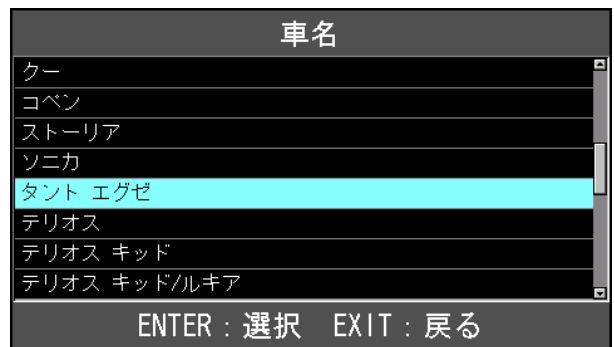 車名
クー
コペン
ストーリア
ソニカ
タント エグゼ
テリオス
テリオス キッド
テリオス キッド/ルキア
ENTER：選択 EXIT：戻る